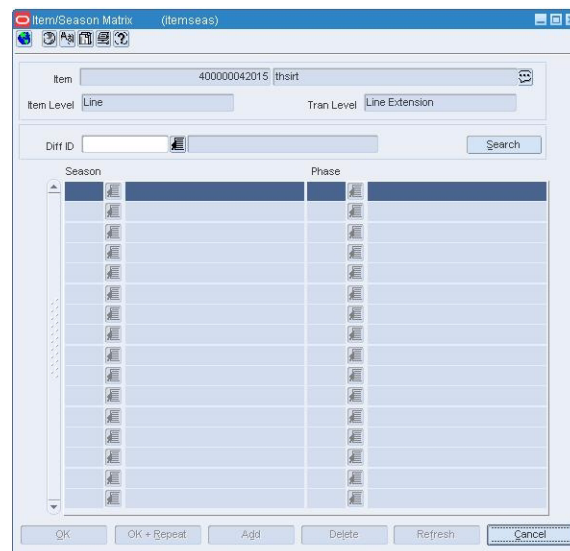 Item/Season Matrix (itemseas)
Item 400000042015 thsirt
Item Level Line Tran Level Line Extension
Diff ID Search
Season Phase
OK OK + Repeat Add Delete Refresh Cancel